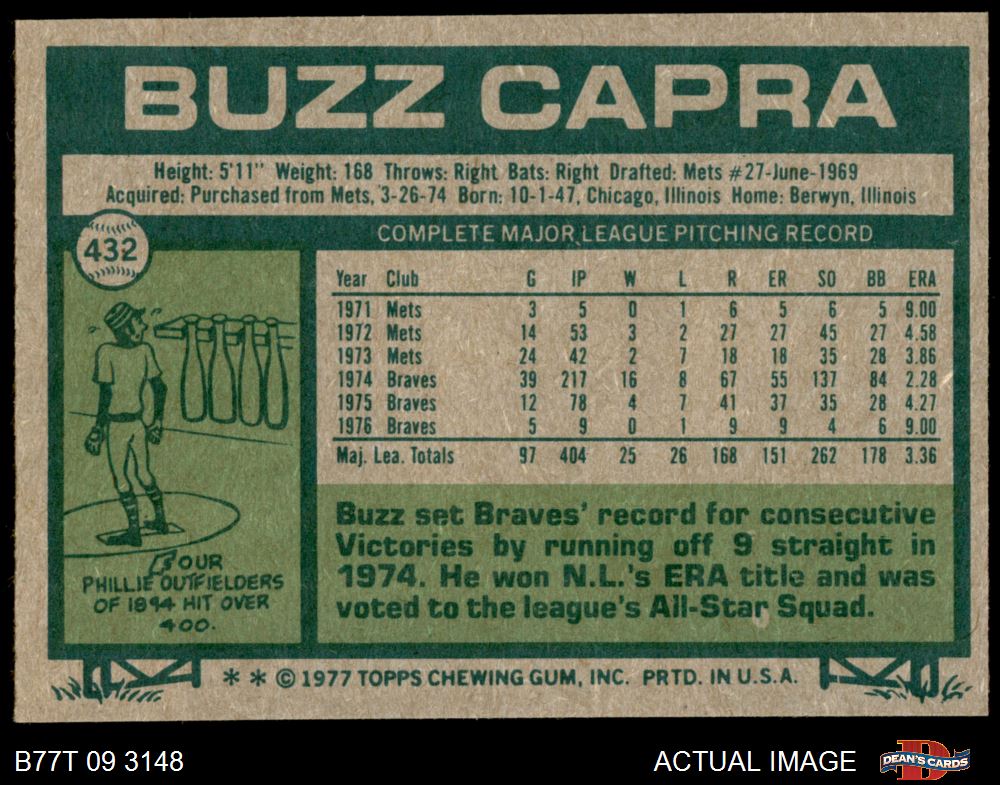 BUZZ CAPRA
Height: 5'11" Weight: 168 Throws: Right Bats: Right Drafted: Mets #27-June-1969
Acquired: Purchased from Mets, 3-26-74 Born: 10-1-47, Chicago, Illinois Home: Berwyn, Illinois
432
COMPLETE MAJOR LEAGUE PITCHING RECORD
Year Club G IP W L R ER SO BB ERA
1971 Mets 3 5 0 1 6 5 6 5 9.00
1972 Mets 14 53 3 2 27 27 45 27 4.58
1973 Mets 24 42 2 7 18 18 35 28 3.86
1974 Braves 39 217 16 8 67 55 137 84 2.28
1975 Braves 12 78 4 7 41 37 35 28 4.27
1976 Braves 5 9 0 1 9 9 4 6 9.00
Maj. Lea. Totals 97 404 25 26 168 151 262 178 3.36
FOUR
PHILLIE OUTFIELDERS
OF 1894 HIT OVER
400.
Buzz set Braves' record for consecutive
Victories by running off 9 straight in
1974. He won N.L.'s ERA title and was
voted to the league's All-Star Squad.
* * © 1977 TOPPS CHEWING GUM, INC. PRTD. IN U.S.A.
B77T 09 3148
ACTUAL IMAGE
D
DEAN'S CARDS